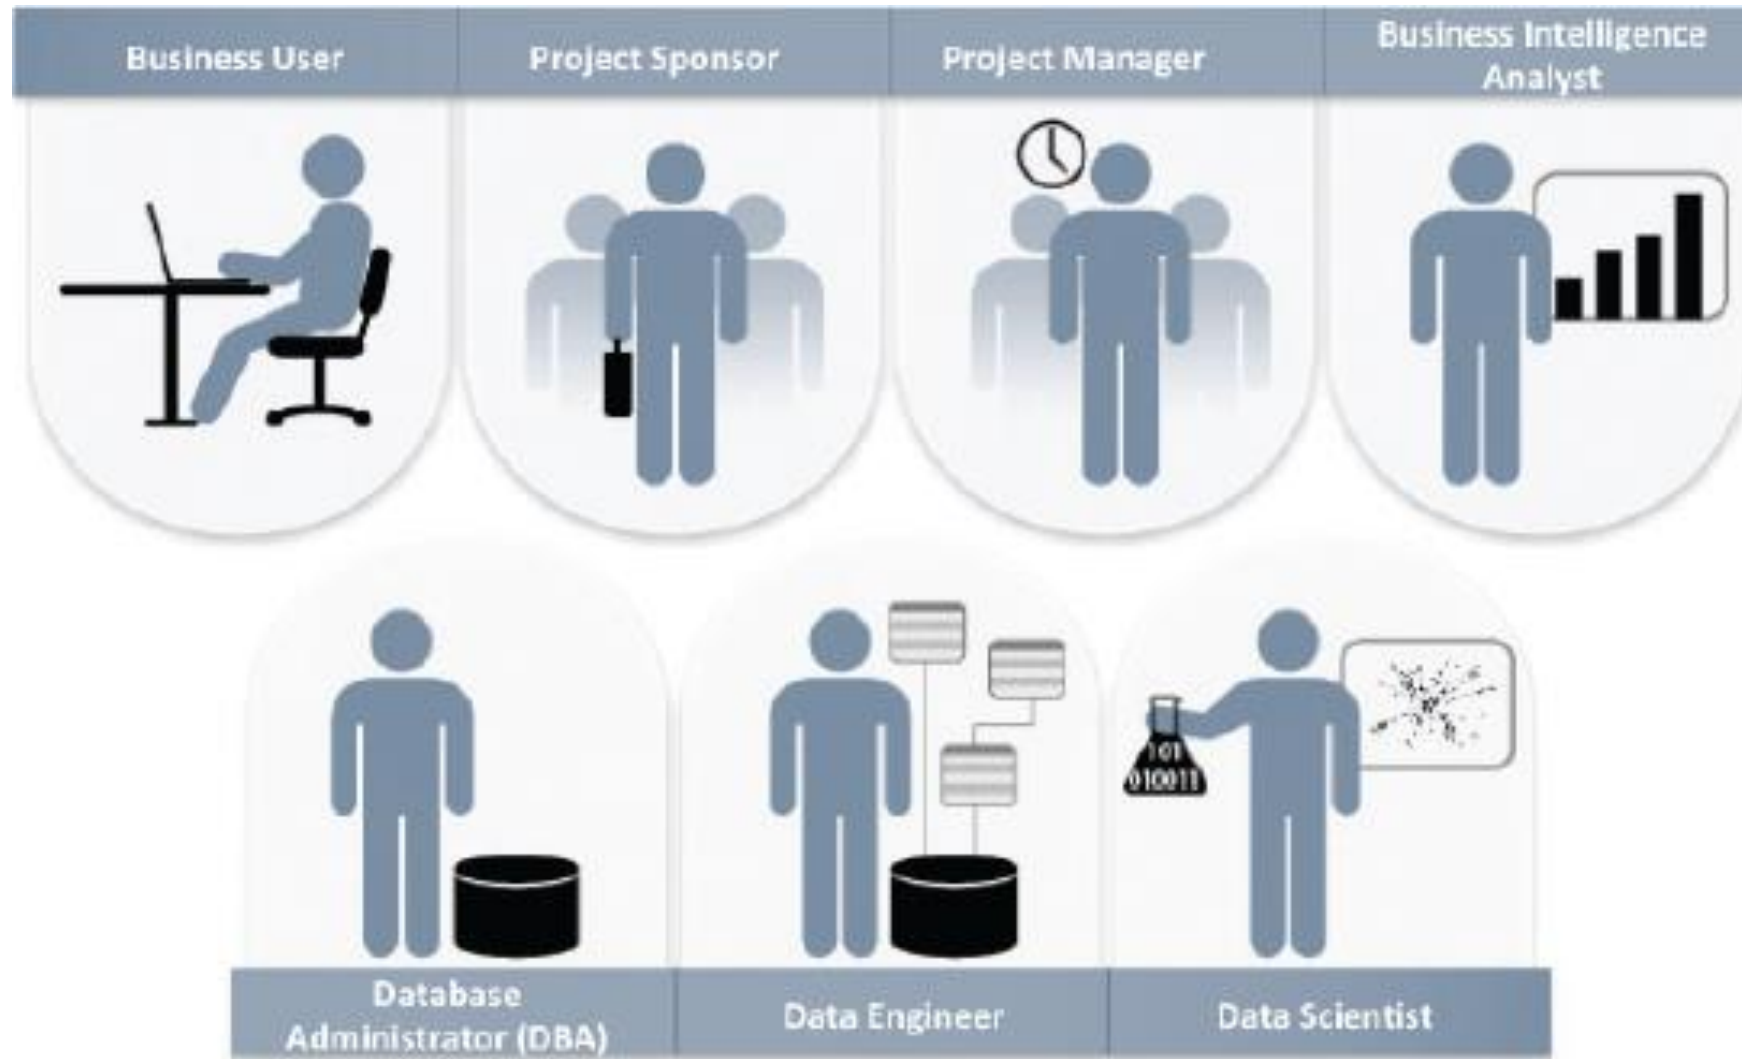 Business User
Project Sponsor
Project Manager
Business Intelligence
Analyst
101
010011
Database
Administrator (DBA)
Data Engineer
Data Scientist